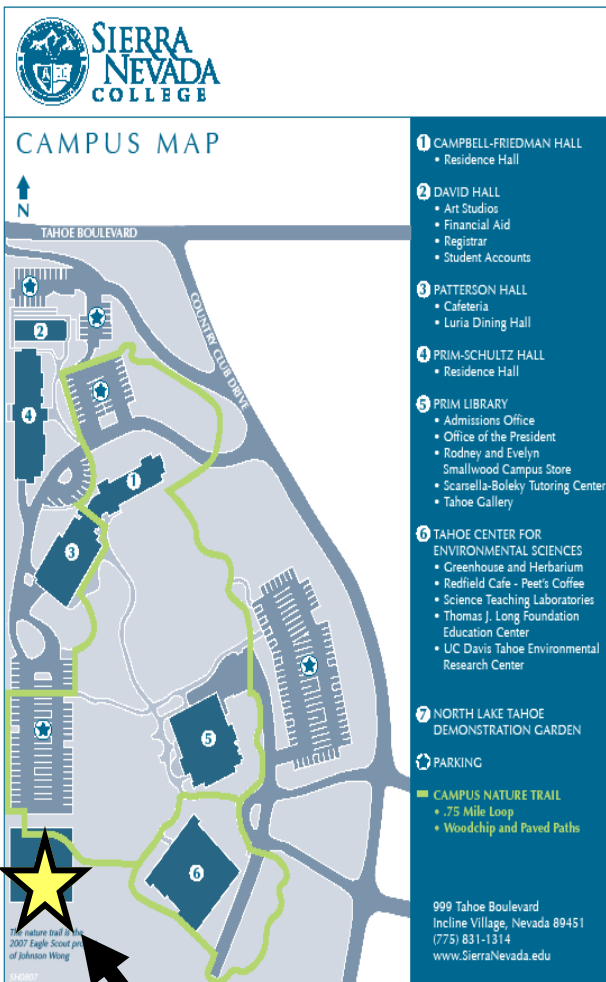 SIERRA
NEVADA
COLLEGE
CAMPUS MAP
N
TAHOE BOULEVARD
COUNTRY CLUB DRIVE
2
4
1
3
5
6
The nature trail is the
2007 Eagle Scout
of Johnson Wong
SH0807
1 CAMPBELL-FRIEDMAN HALL
• Residence Hall
2 DAVID HALL
• Art Studios
• Financial Aid
• Registrar
• Student Accounts
3 PATTERSON HALL
• Cafeteria
• Luria Dining Hall
4 PRIM-SCHULTZ HALL
• Residence Hall
5 PRIM LIBRARY
• Admissions Office
• Office of the President
• Rodney and Evelyn
Smallwood Campus Store
• Scarsella-Boleky Tutoring Center
• Tahoe Gallery
6 TAHOE CENTER FOR
ENVIRONMENTAL SCIENCES
• Greenhouse and Herbarium
• Redfield Cafe - Peet's Coffee
• Science Teaching Laboratories
• Thomas J. Long Foundation
Education Center
• UC Davis Tahoe Environmental
Research Center
7 NORTH LAKE TAHOE
DEMONSTRATION GARDEN
PARKING
CAMPUS NATURE TRAIL
• .75 Mile Loop
• Woodchip and Paved Paths
999 Tahoe Boulevard
Incline Village, Nevada 89451
(775) 831-1314
www.SierraNevada.edu